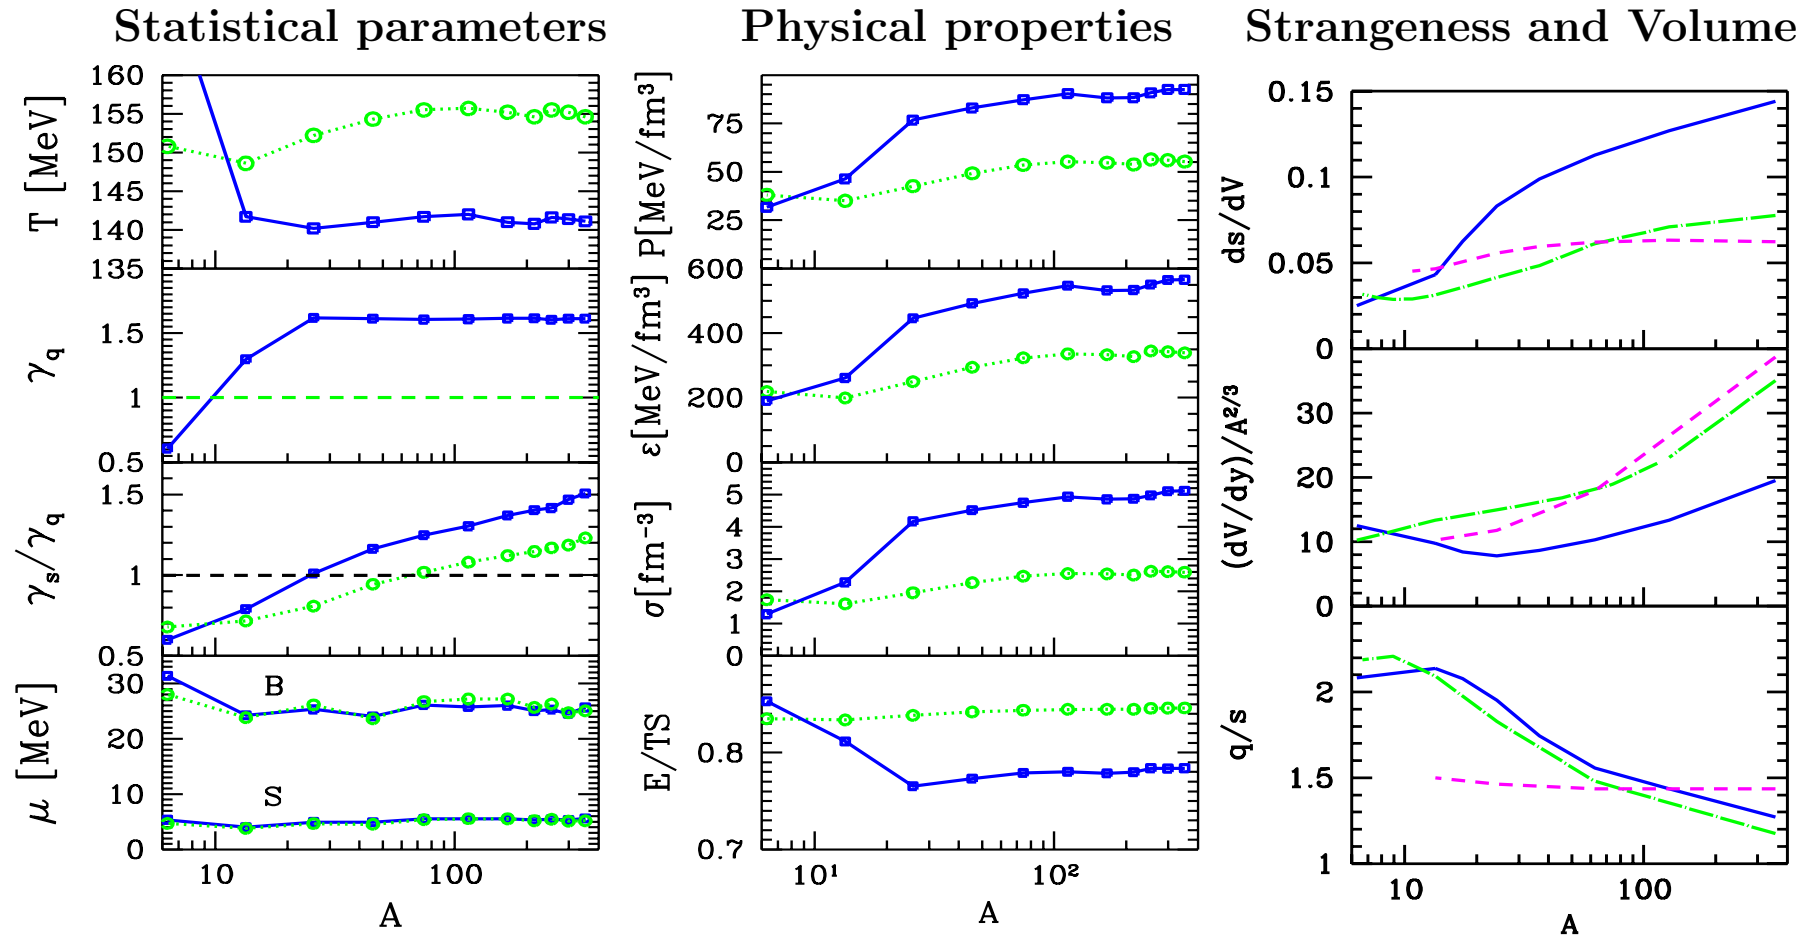 Statistical parameters
T [MeV]
160
155
150
145
140
135
γq
1.5
1
0.5
γs/γq
1.5
1
0.5
μ [MeV]
B
S
30
20
10
0
10 100
A
Physical properties
P[MeV/fm³]
75
50
25
ε[MeV/fm³]
600
400
200
0
σ[fm⁻³]
5
4
3
2
1
0
E/TS
0.8
0.7
10¹ 10²
A
Strangeness and Volume
ds/dV
0.15
0.1
0.05
0
(dV/dy)/A²/³
30
20
10
0
q/s
2
1.5
1
10 100
A